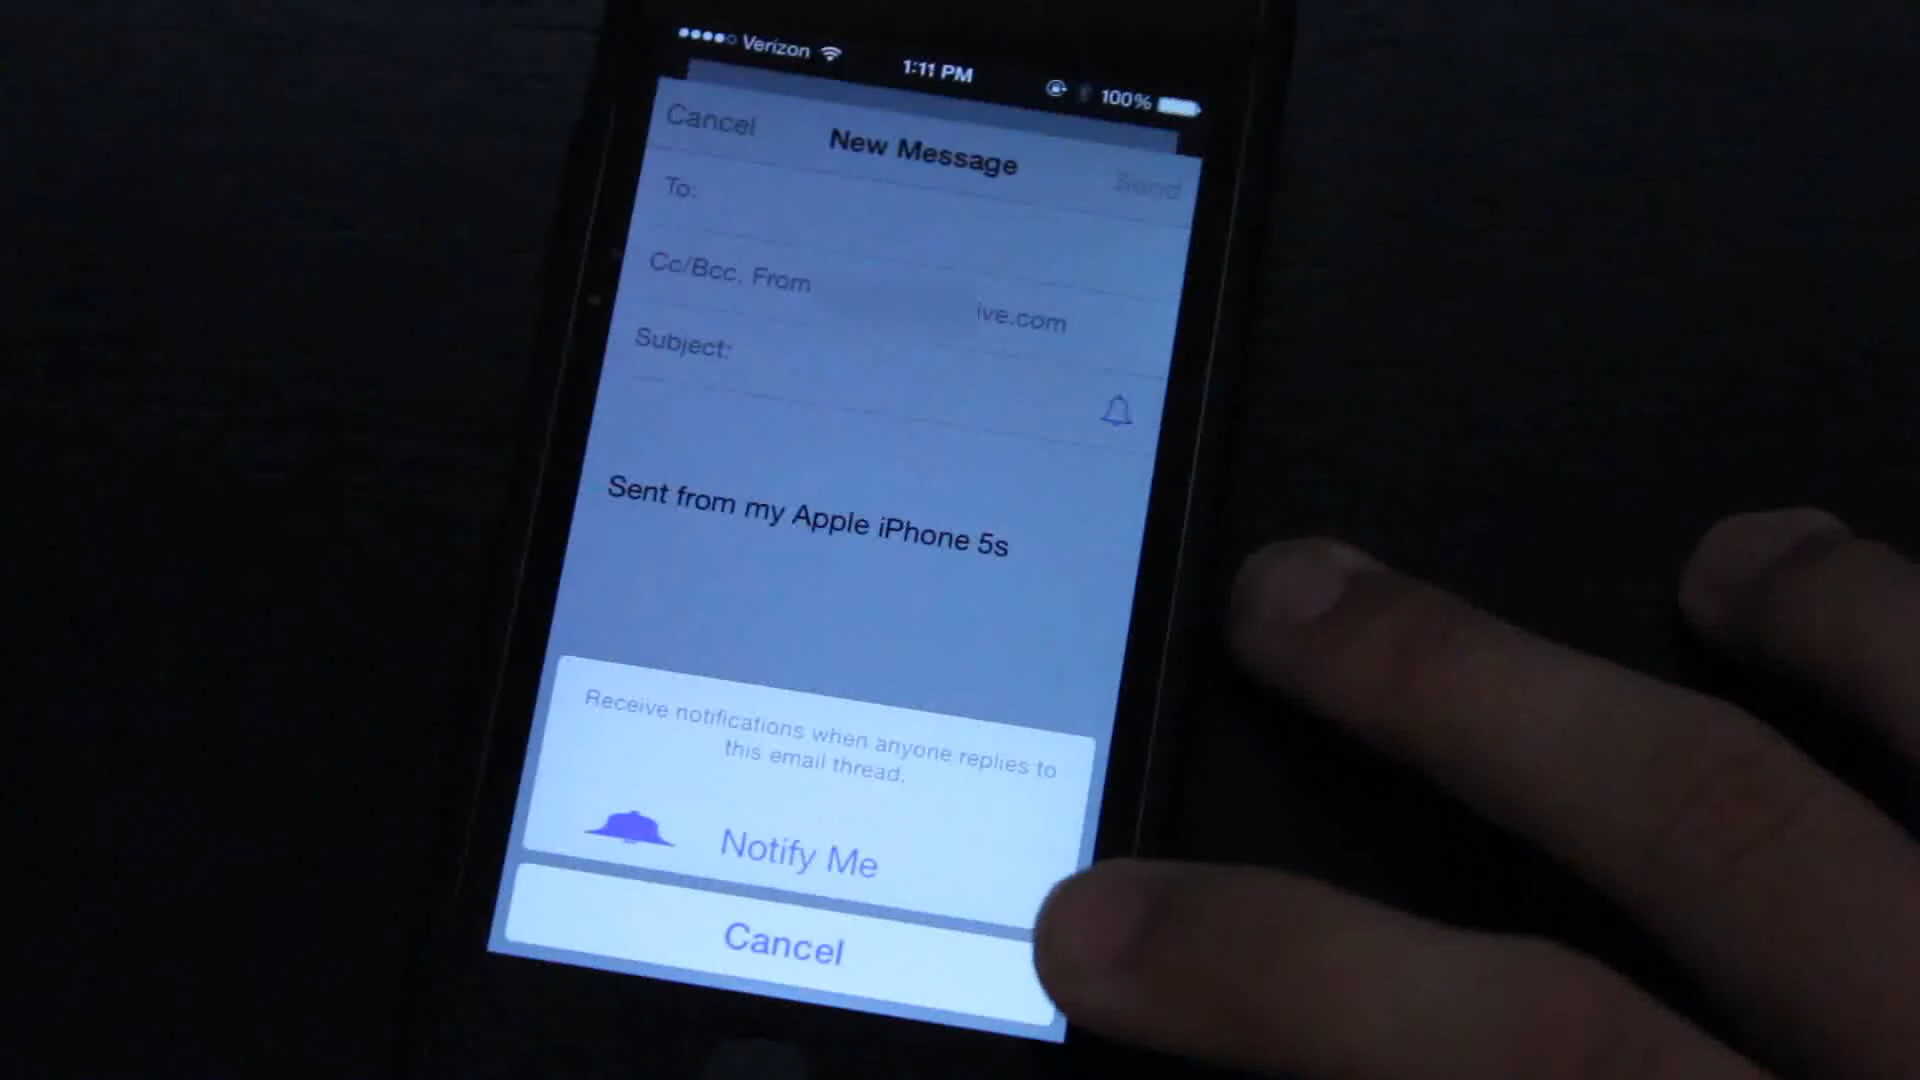 Verizon 1:11 PM 100%
Cancel New Message Send
To:
Cc/Bcc, From ive.com
Subject:
Sent from my Apple iPhone 5s
Receive notifications when anyone replies to
this email thread.
Notify Me
Cancel